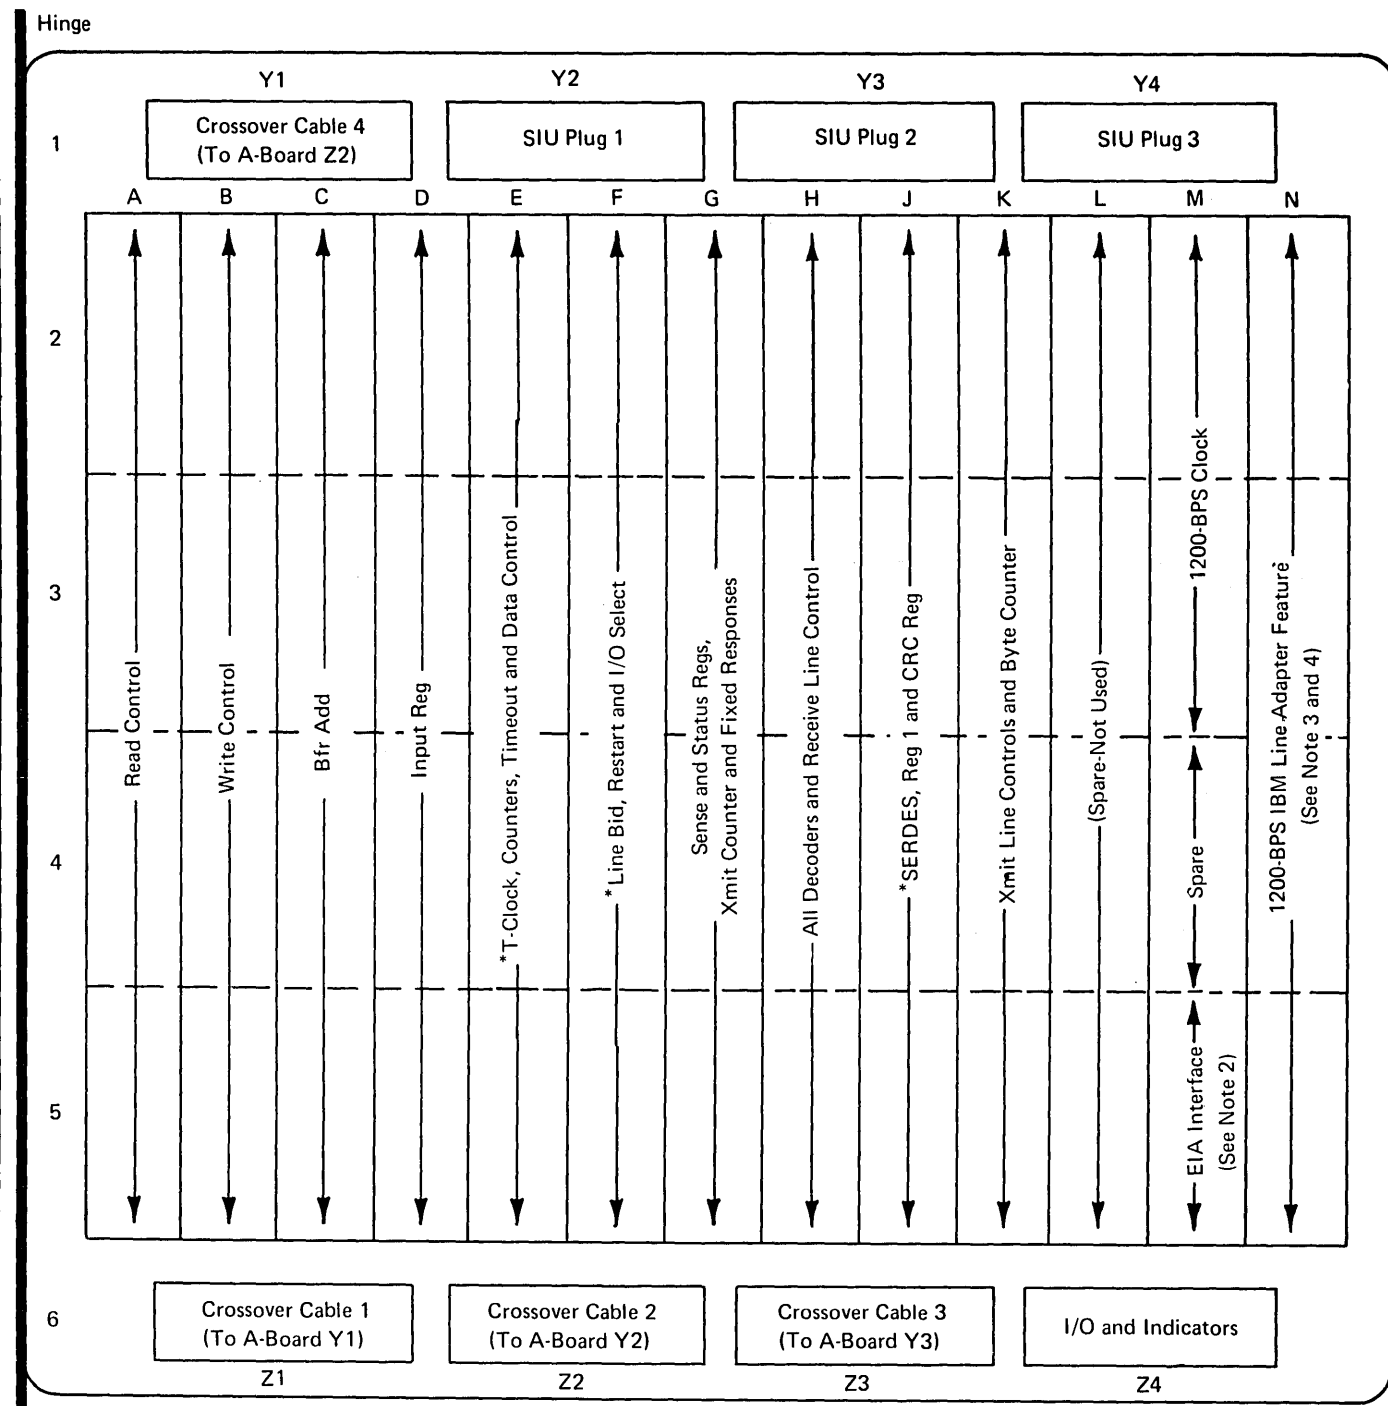 Hinge
Y1 Y2 Y3 Y4
1
Crossover Cable 4
(To A-Board Z2)
SIU Plug 1
SIU Plug 2
SIU Plug 3
A B C D E F G H J K L M N
2
3
4
5
Read Control
Write Control
Bfr Add
Input Reg
*T-Clock, Counters, Timeout and Data Control
*Line Bid, Restart and I/O Select
Sense and Status Regs,
Xmit Counter and Fixed Responses
All Decoders and Receive Line Control
*SERDES, Reg 1 and CRC Reg
Xmit Line Controls and Byte Counter
(Spare-Not Used)
1200-BPS Clock
Spare
EIA Interface
(See Note 2)
1200-BPS IBM Line Adapter Feature
(See Note 3 and 4)
6
Crossover Cable 1
(To A-Board Y1)
Crossover Cable 2
(To A-Board Y2)
Crossover Cable 3
(To A-Board Y3)
I/O and Indicators
Z1 Z2 Z3 Z4